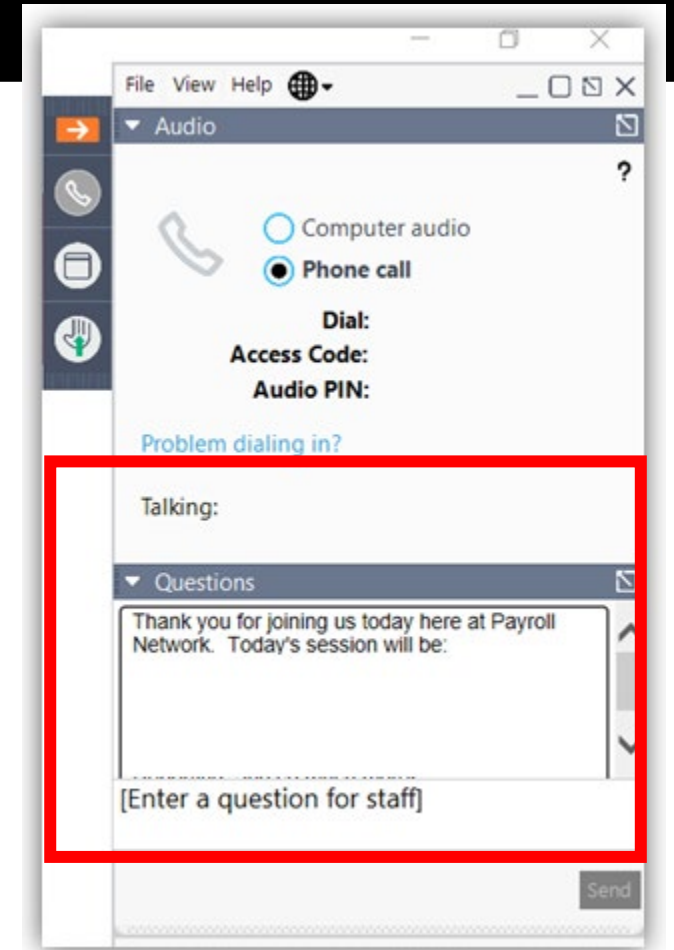 File View Help
Audio
?
Computer audio
Phone call
Dial:
Access Code:
Audio PIN:
Problem dialing in?
Talking:
Questions
Thank you for joining us today here at Payroll
Network. Today's session will be:
[Enter a question for staff]
Send